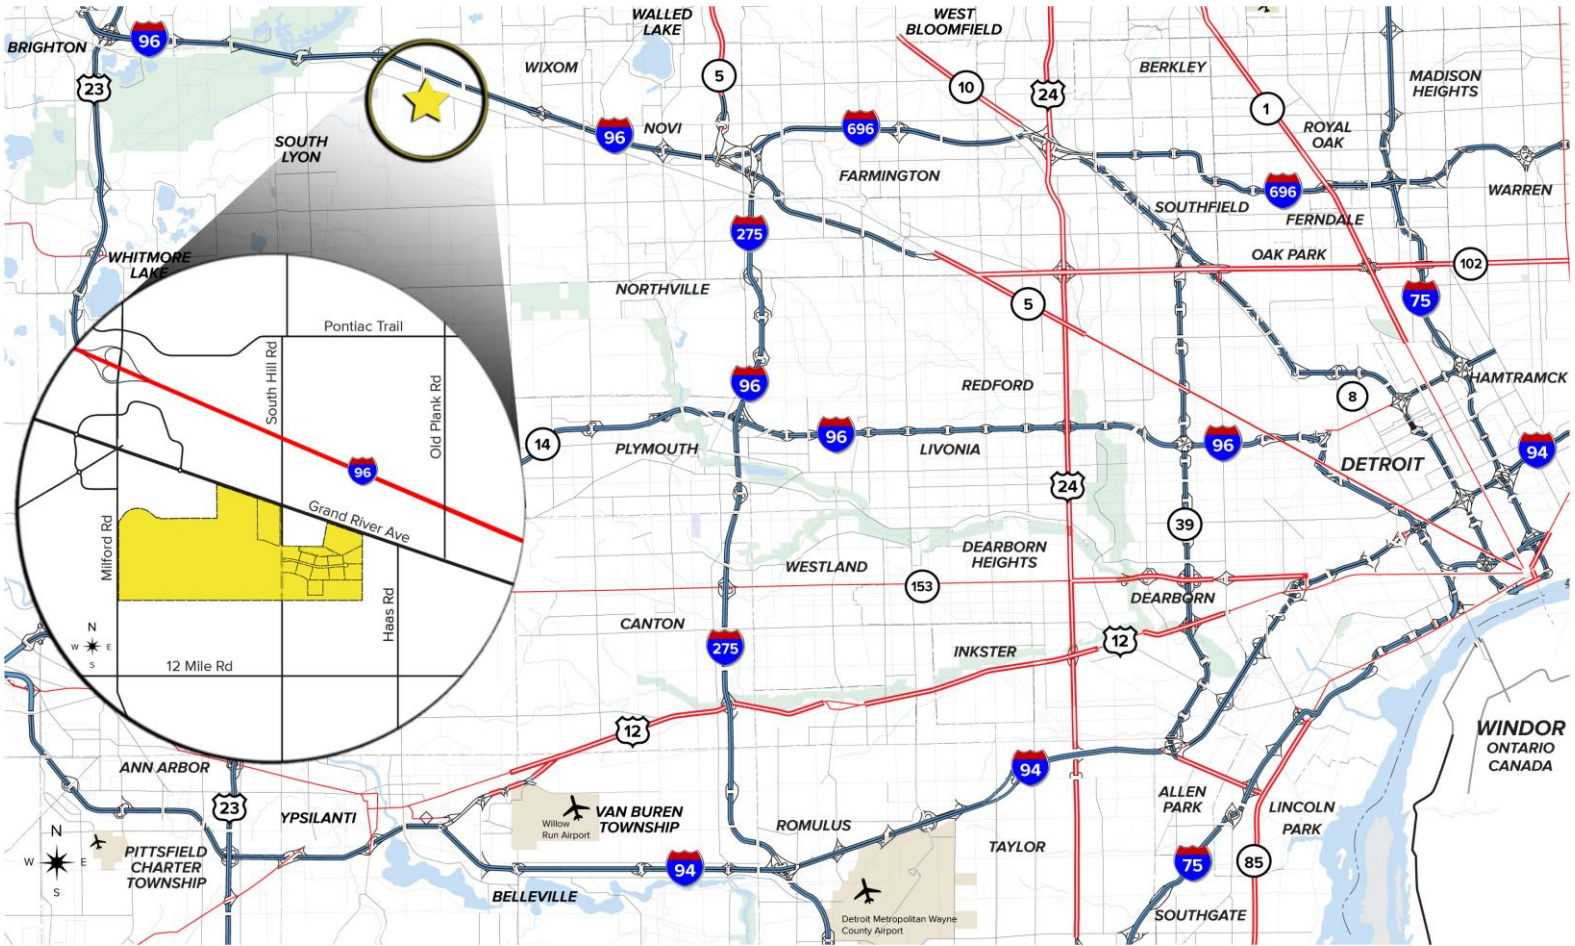 BRIGHTON
96
WALLED
LAKE
WEST
BLOOMFIELD
23
WIXOM
5
10
24
BERKLEY
MADISON
HEIGHTS
1
SOUTH
LYON
96
NOVI
696
ROYAL
OAK
FARMINGTON
696
WARREN
SOUTHFIELD
FERNDALE
275
WHITMORE
LAKE
OAK PARK
102
NORTHVILLE
5
75
Pontiac Trail
South Hill Rd
Old Plank Rd
96
REDFORD
8
HAMTRAMCK
14
PLYMOUTH
96
LIVONIA
96
DETROIT
94
96
24
Grand River Ave
Milford Rd
39
Haas Rd
DEARBORN
HEIGHTS
WESTLAND
153
DEARBORN
N
W E
S
12 Mile Rd
CANTON
275
INKSTER
12
12
WINDOR
ONTARIO
CANADA
ANN ARBOR
94
23
YPSILANTI
Willow
Run Airport
VAN BUREN
TOWNSHIP
ROMULUS
ALLEN
PARK
LINCOLN
PARK
N
W E
S
PITTSFIELD
CHARTER
TOWNSHIP
TAYLOR
94
75
85
BELLEVILLE
Detroit Metropolitan Wayne
County Airport
SOUTHGATE